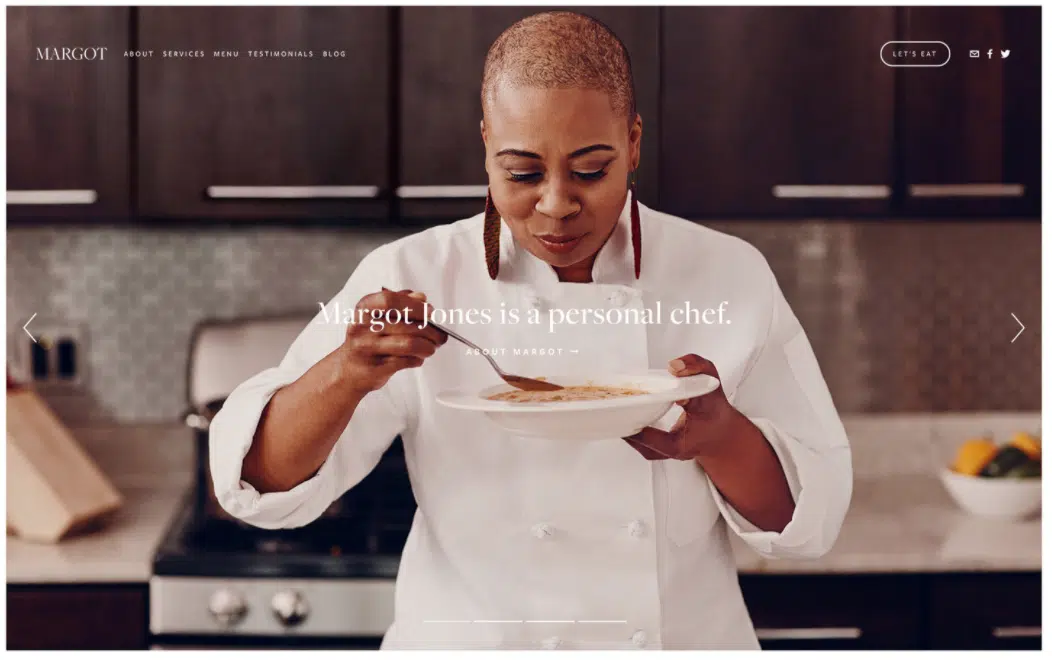 MARGOT ABOUT SERVICES MENU TESTIMONIALS BLOG LET'S EAT
Margot Jones is a personal chef.
ABOUT MARGOT →